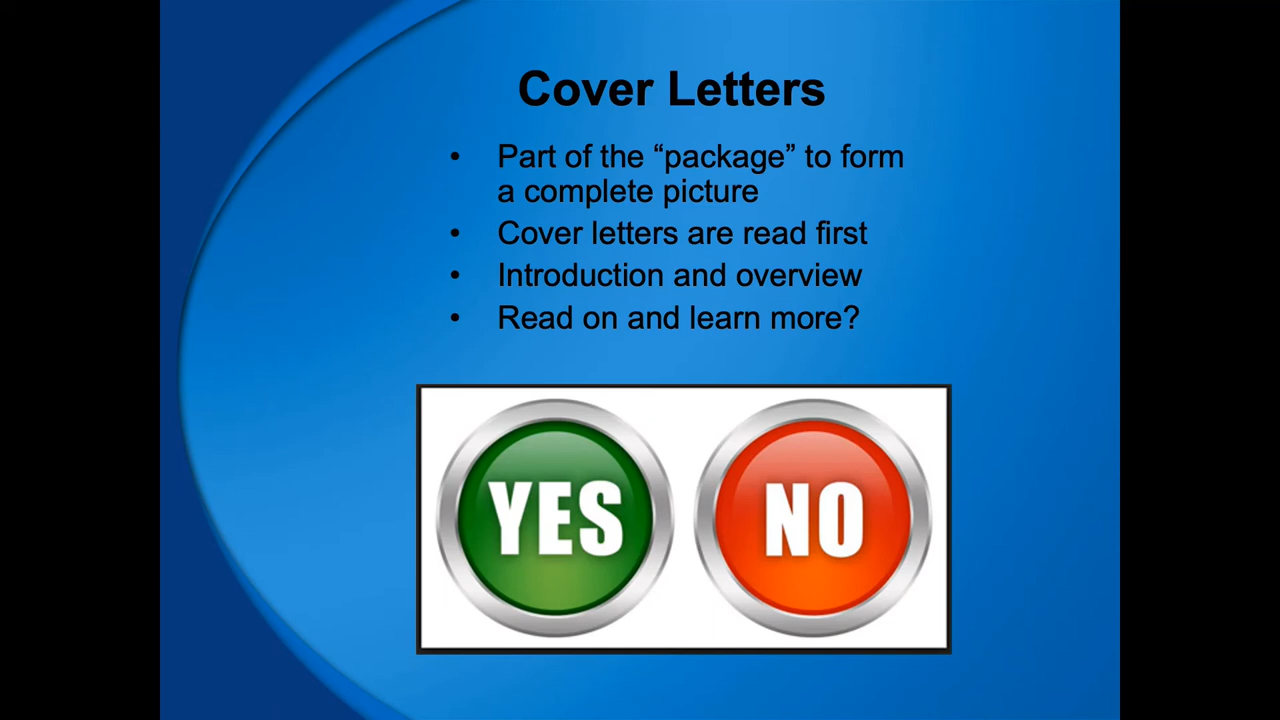 Cover Letters
• Part of the “package” to form
a complete picture
• Cover letters are read first
• Introduction and overview
• Read on and learn more?
YES NO